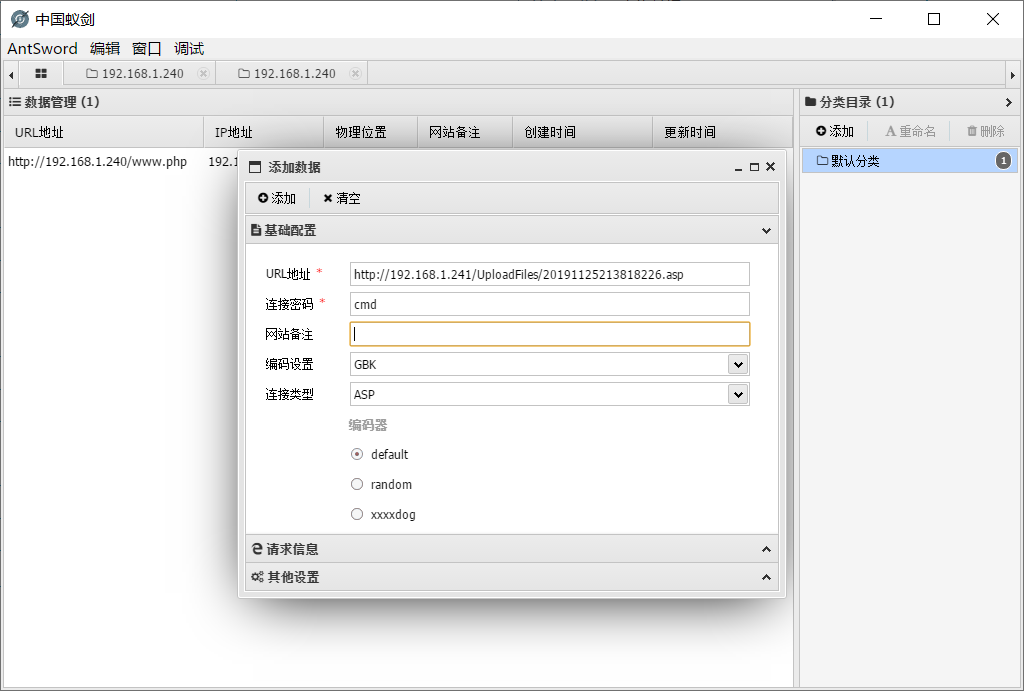 中国蚁剑
AntSword 编辑 窗口 调试
192.168.1.240 192.168.1.240
数据管理 (1) 分类目录 (1)
URL地址 IP地址 物理位置 网站备注 创建时间 更新时间 添加 重命名 删除
http://192.168.1.240/www.php 192.1 默认分类 1
添加数据
添加 清空
基础配置
URL地址 * http://192.168.1.241/UploadFiles/20191125213818226.asp
连接密码 * cmd
网站备注
编码设置 GBK
连接类型 ASP
编码器
default
random
xxxxdog
请求信息
其他设置